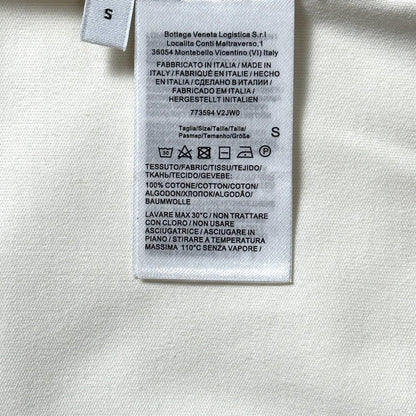 S
Bottega Veneta Logistica S.r.l
Localita Conti Maltraverso,1
36054 Montebello Vicentino (VI) Italy
FABBRICATO IN ITALIA / MADE IN
ITALY / FABRIQUÉ EN ITALIE / HECHO
EN ITALIA / СДЕЛАНО В ИТАЛИИ /
FABRICADO EM ITÁLIA /
HERGESTELLT INITALIEN
773594 V2JW0
Taglia/Size/Taille/Talla/
Размер/Tamanho/Größe
S
TESSUTO/FABRIC/TISSU/TEJIDO/
ТКАНЬ/TECIDO/GEVEBE:
100% COTONE/COTTON/COTON/
ALGODON/ХЛОПОК/ALGODÃO/
BAUMWOLLE
LAVARE MAX 30°C / NON TRATTARE
CON CLORO / NON USARE
ASCIUGATRICE / ASCIUGARE IN
PIANO / STIRARE A TEMPERATURA
MASSIMA 110°C SENZA VAPORE /